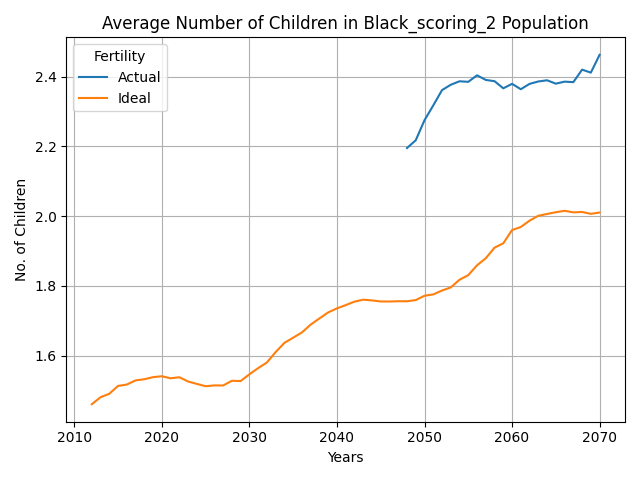 Average Number of Children in Black_scoring_2 Population
Fertility
Actual
Ideal
No. of Children
2.4
2.2
2.0
1.8
1.6
2010 2020 2030 2040 2050 2060 2070
Years